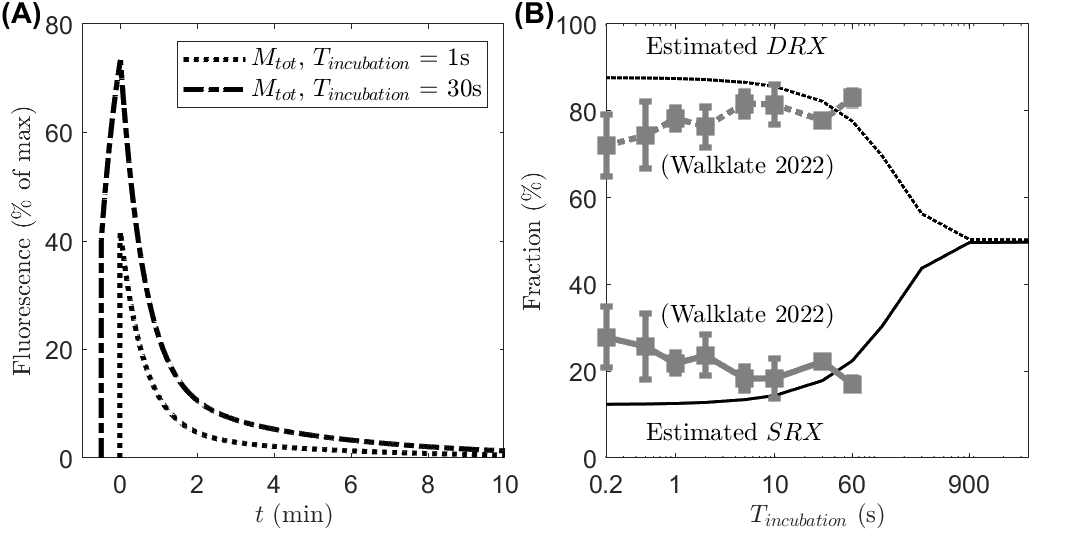 (A)
80
60
40
20
0
Fluorescence (% of max)
M_tot, T_incubation = 1s
M_tot, T_incubation = 30s
0 2 4 6 8 10
t (min)
(B)
100
80
60
40
20
0
Fraction (%)
Estimated DRX
(Walklate 2022)
(Walklate 2022)
Estimated SRX
0.2 1 10 60 900
T_incubation (s)